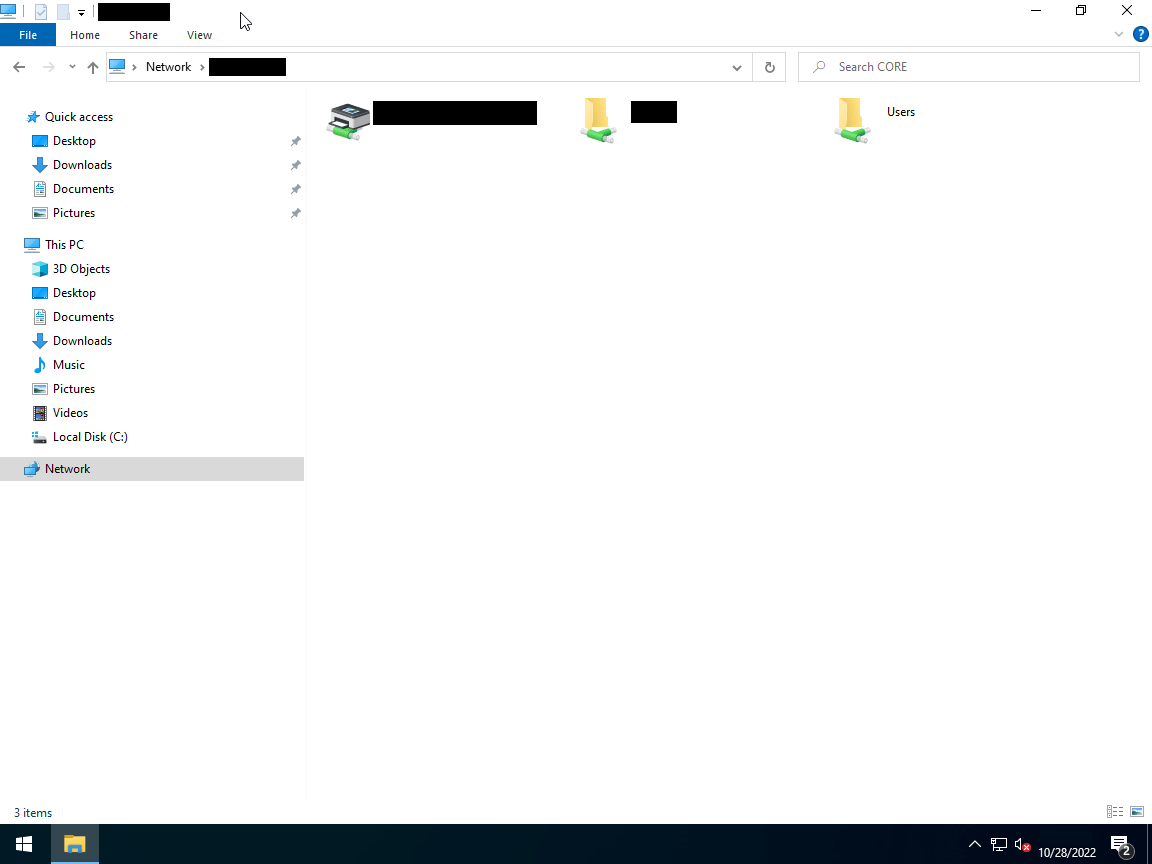 File Home Share View
Network
Search CORE
Quick access
Desktop
Downloads
Documents
Pictures
This PC
3D Objects
Desktop
Documents
Downloads
Music
Pictures
Videos
Local Disk (C:)
Network
Users
3 items
10/28/2022
2